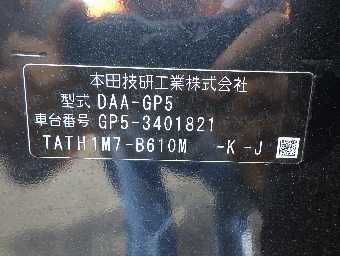 本田技研工業株式会社
型式 DAA-GP5
車台番号 GP5-3401821
TATH1M7-B610M -K-J